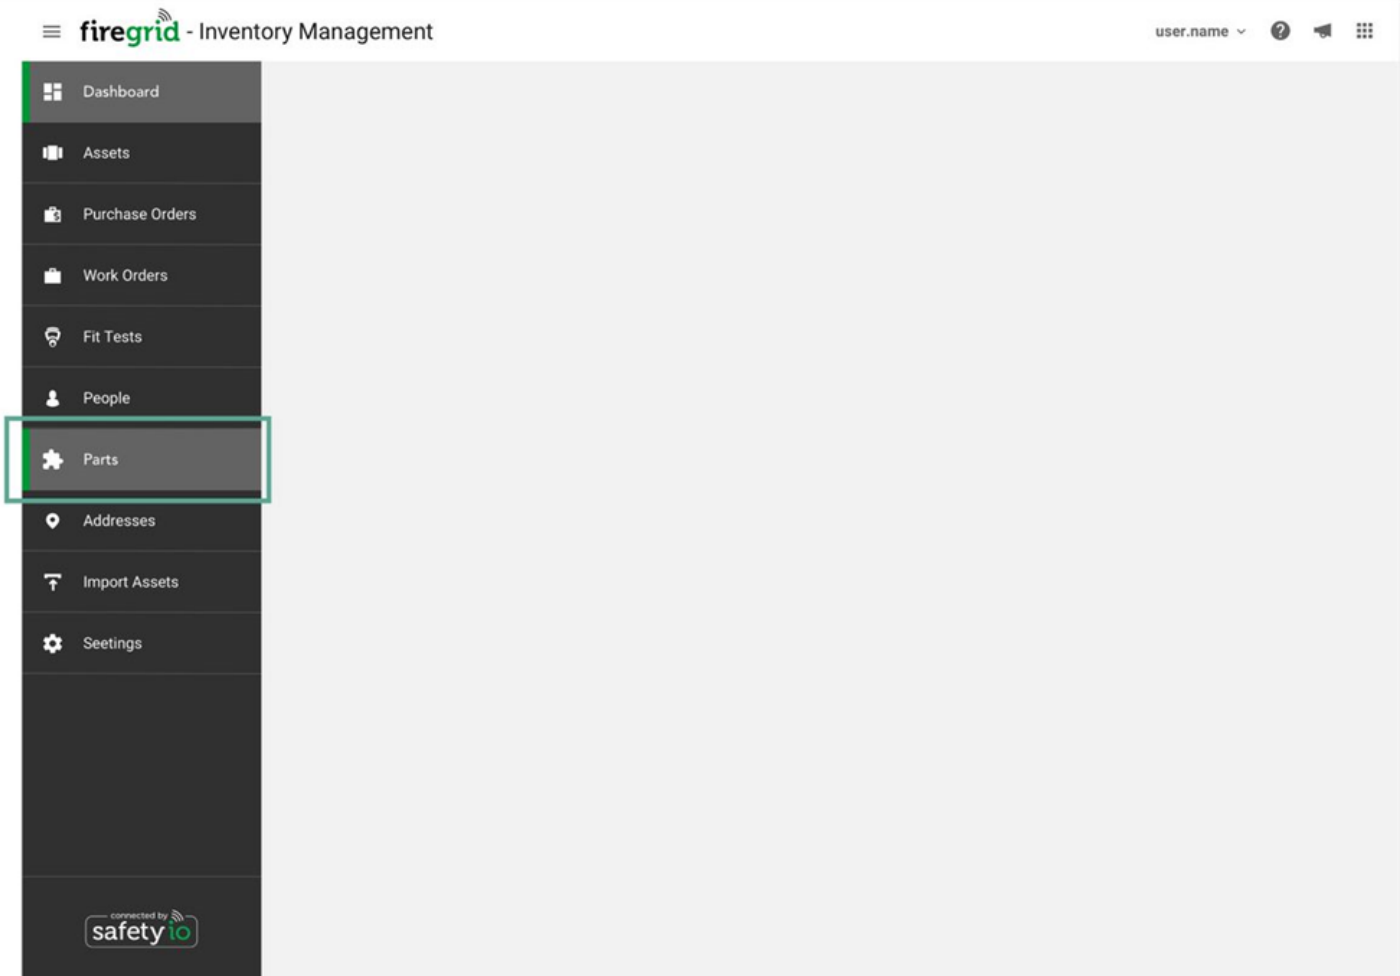 firegrid - Inventory Management
user.name
Dashboard
Assets
Purchase Orders
Work Orders
Fit Tests
People
Parts
Addresses
Import Assets
Seetings
connected by
safety io